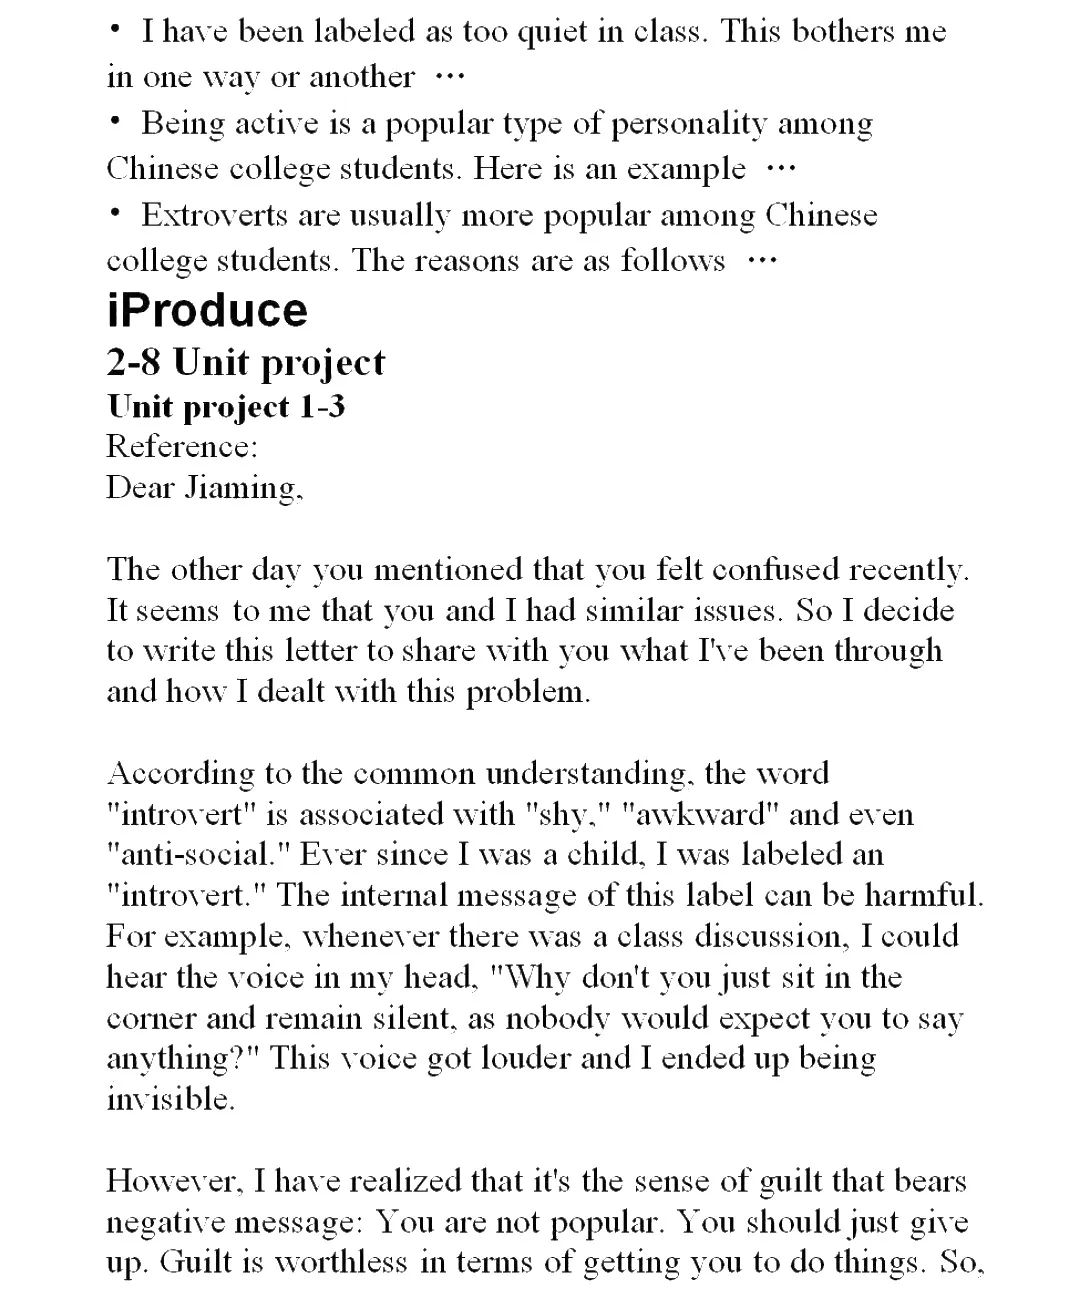 • I have been labeled as too quiet in class. This bothers me
in one way or another …
• Being active is a popular type of personality among
Chinese college students. Here is an example …
• Extroverts are usually more popular among Chinese
college students. The reasons are as follows …
iProduce
2-8 Unit project
Unit project 1-3
Reference:
Dear Jiaming,
The other day you mentioned that you felt confused recently.
It seems to me that you and I had similar issues. So I decide
to write this letter to share with you what I've been through
and how I dealt with this problem.
According to the common understanding, the word
"introvert" is associated with "shy," "awkward" and even
"anti-social." Ever since I was a child, I was labeled an
"introvert." The internal message of this label can be harmful.
For example, whenever there was a class discussion, I could
hear the voice in my head, "Why don't you just sit in the
corner and remain silent, as nobody would expect you to say
anything?" This voice got louder and I ended up being
invisible.
However, I have realized that it's the sense of guilt that bears
negative message: You are not popular. You should just give
up. Guilt is worthless in terms of getting you to do things. So,